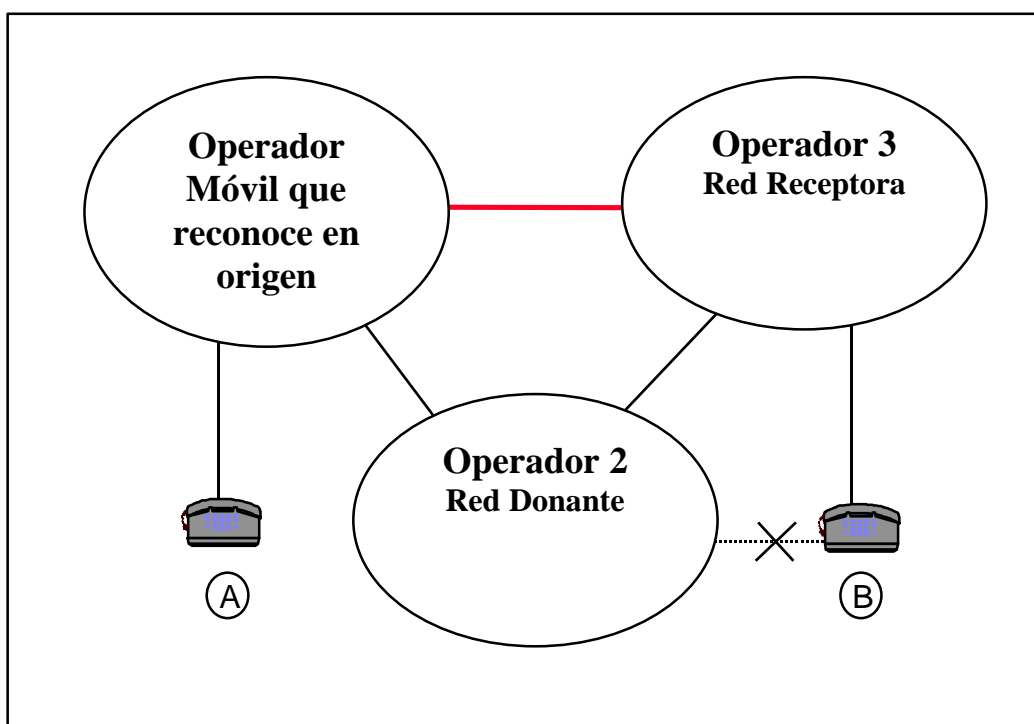 Operador
Móvil que
reconoce en
origen
Operador 3
Red Receptora
Operador 2
Red Donante
A
B